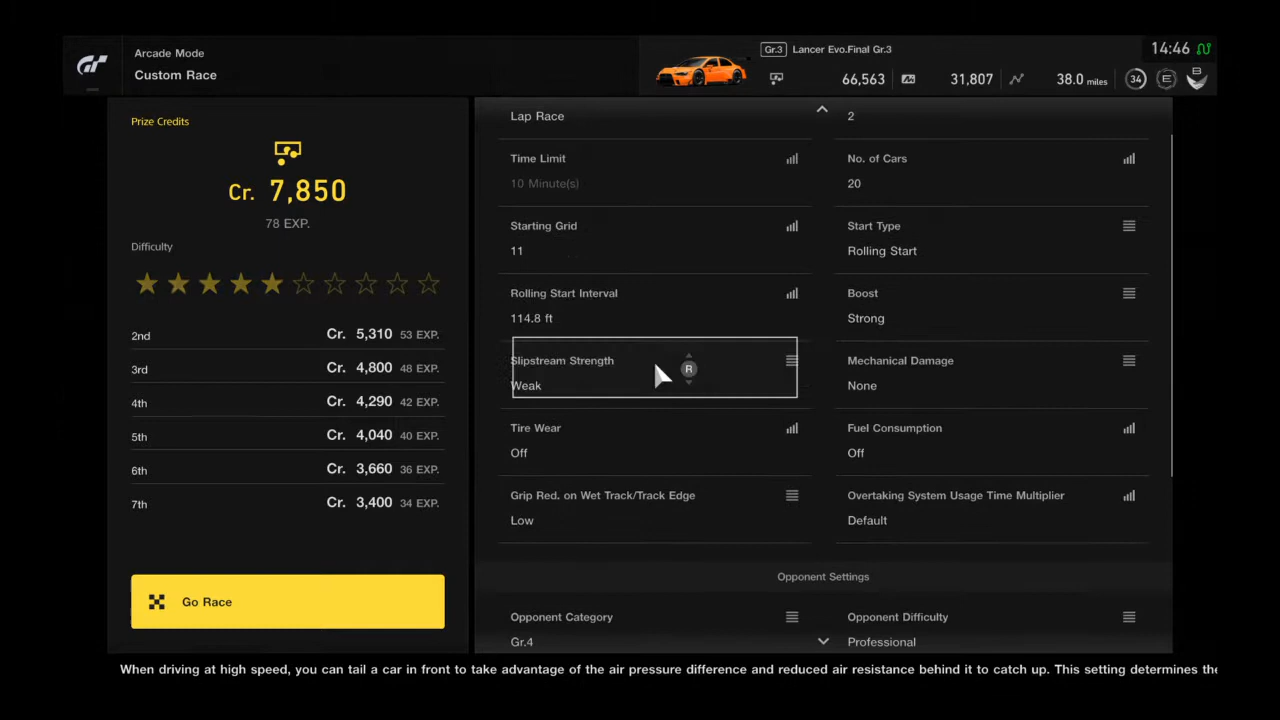 Arcade Mode
Custom Race
Gr.3 Lancer Evo.Final Gr.3
14:46
66,563 31,807 38.0 miles 34 E B
Prize Credits
Cr. 7,850
78 EXP.
Difficulty
2nd Cr. 5,310 53 EXP.
3rd Cr. 4,800 48 EXP.
4th Cr. 4,290 42 EXP.
5th Cr. 4,040 40 EXP.
6th Cr. 3,660 36 EXP.
7th Cr. 3,400 34 EXP.
Go Race
Lap Race 2
Time Limit No. of Cars
10 Minute(s) 20
Starting Grid Start Type
11 Rolling Start
Rolling Start Interval Boost
114.8 ft Strong
Slipstream Strength R Mechanical Damage
Weak None
Tire Wear Fuel Consumption
Off Off
Grip Red. on Wet Track/Track Edge Overtaking System Usage Time Multiplier
Low Default
Opponent Settings
Opponent Category Opponent Difficulty
Gr.4 Professional
When driving at high speed, you can tail a car in front to take advantage of the air pressure difference and reduced air resistance behind it to catch up. This setting determines the